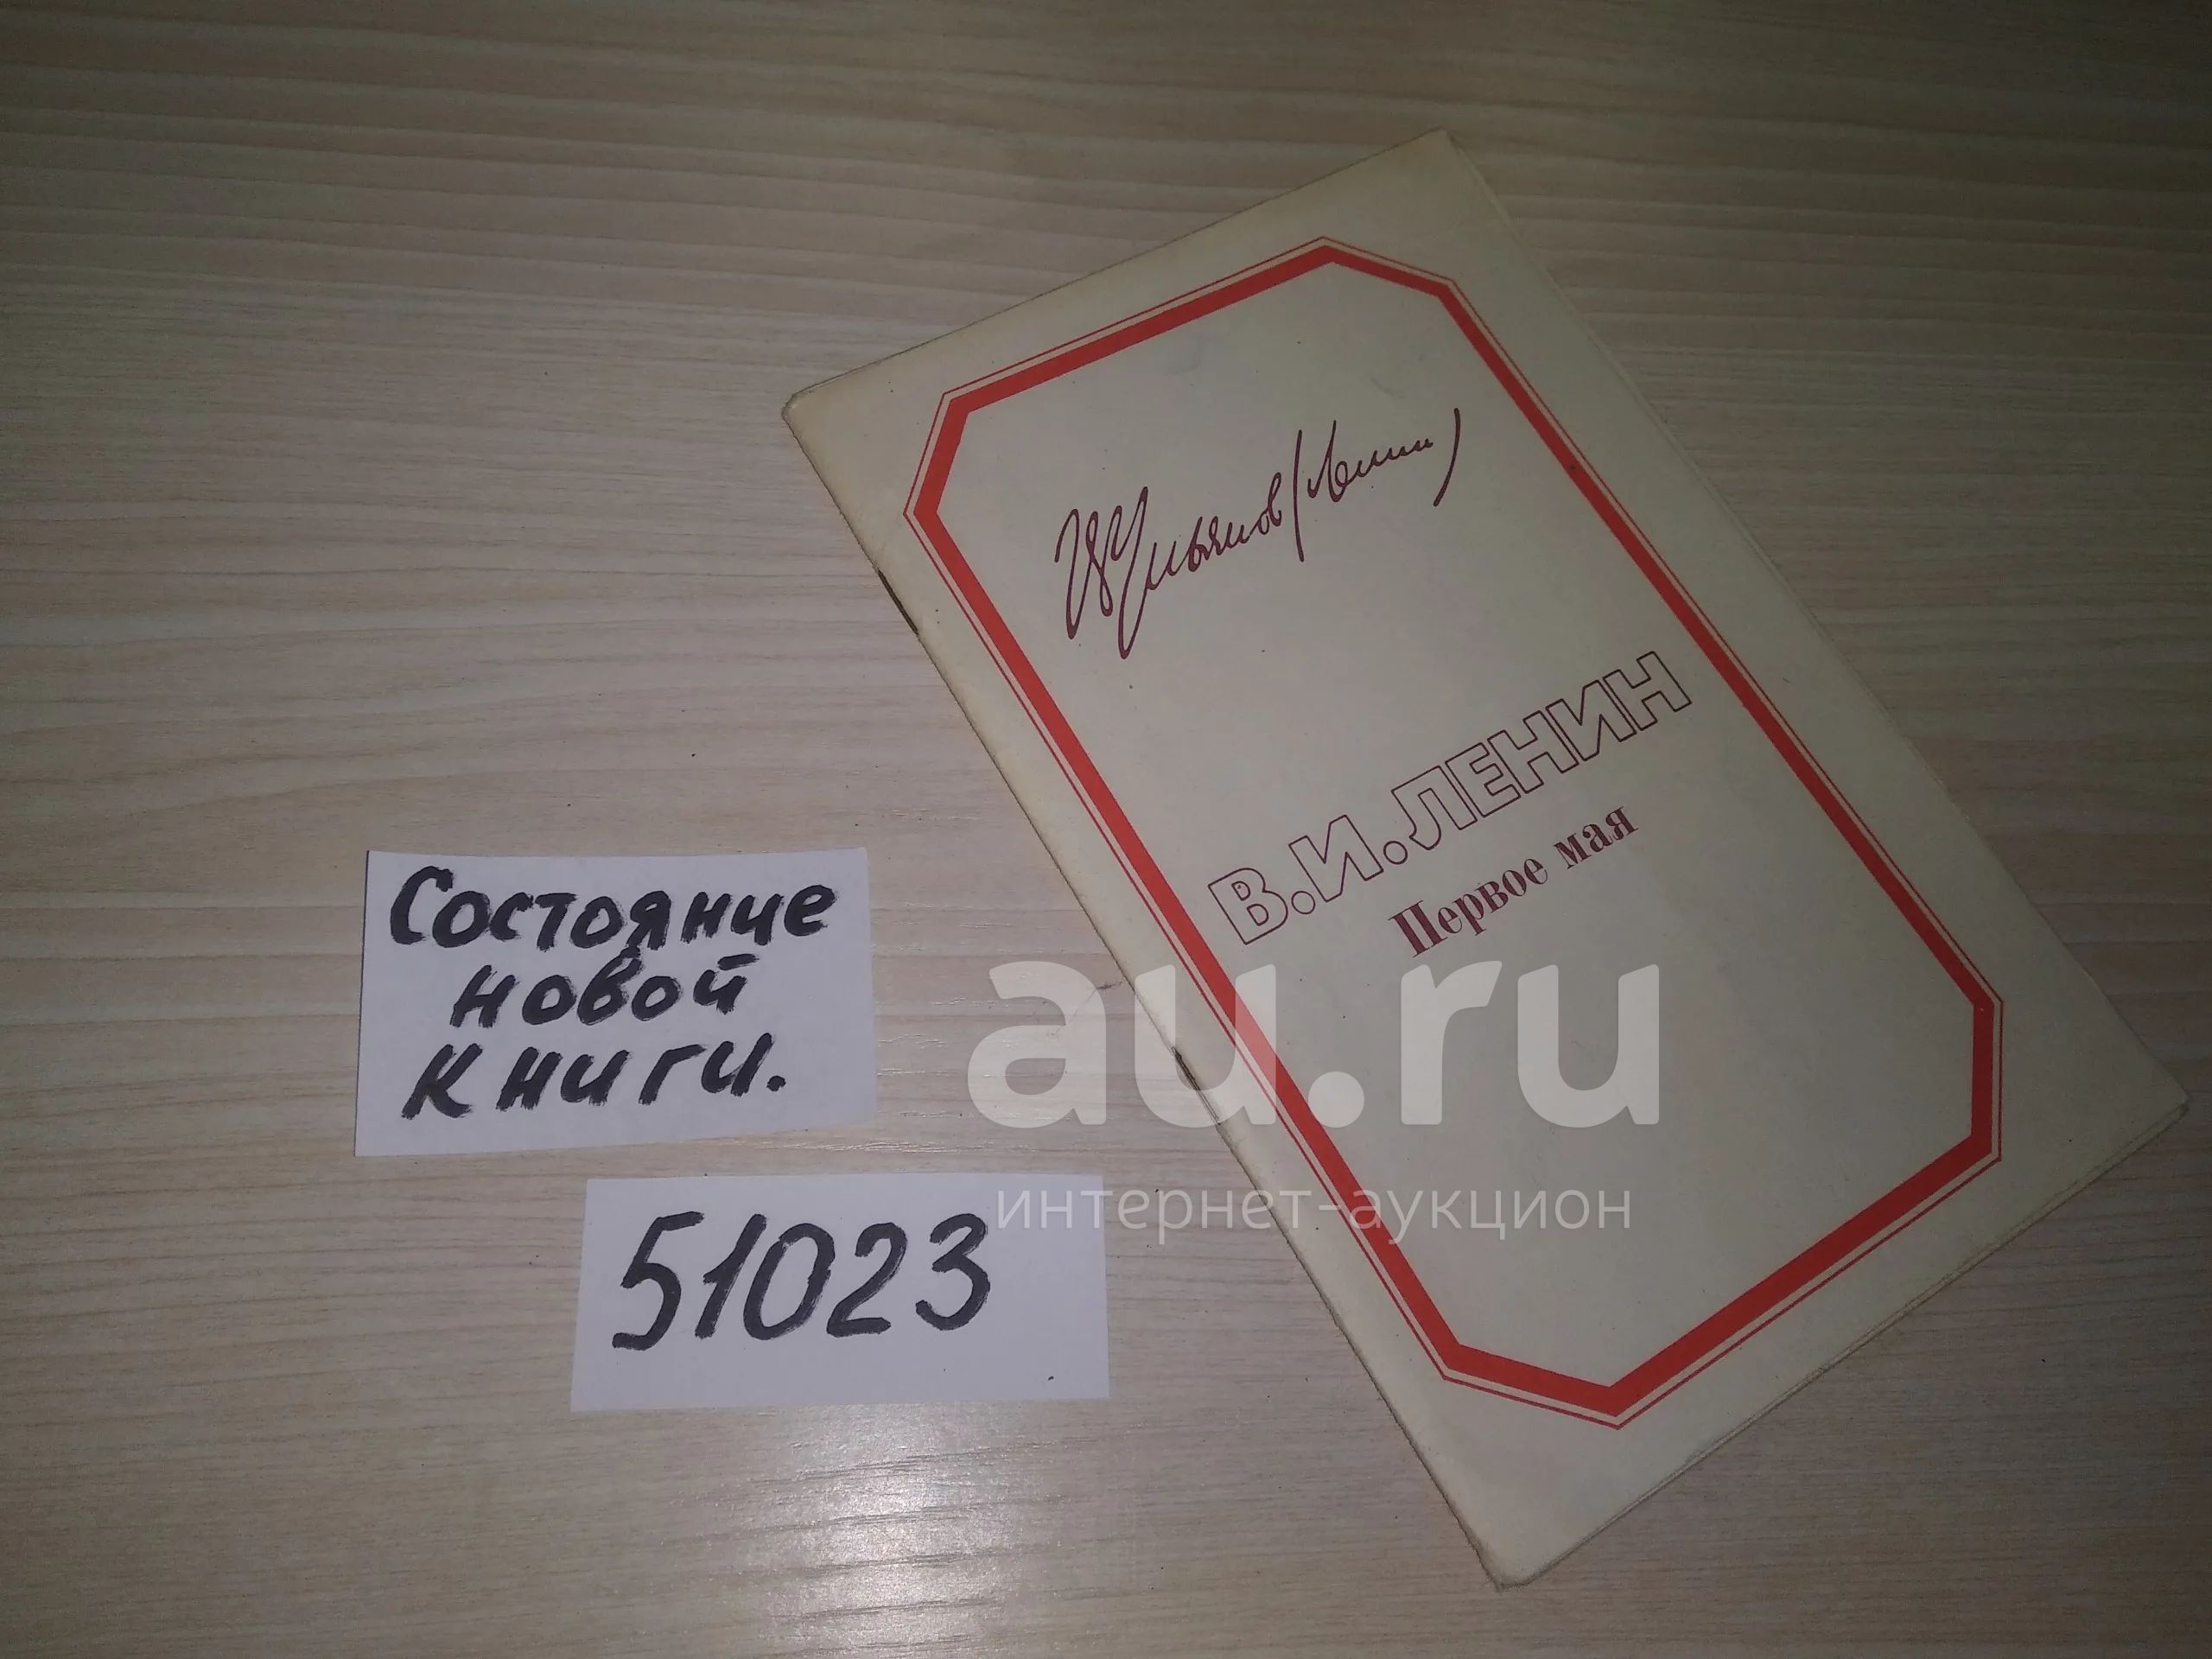 В Ульянов (Ленин)
В.И.ЛЕНИН
Первое мая
Состояние
новой
книги.
51023
au.ru
интернет-аукцион